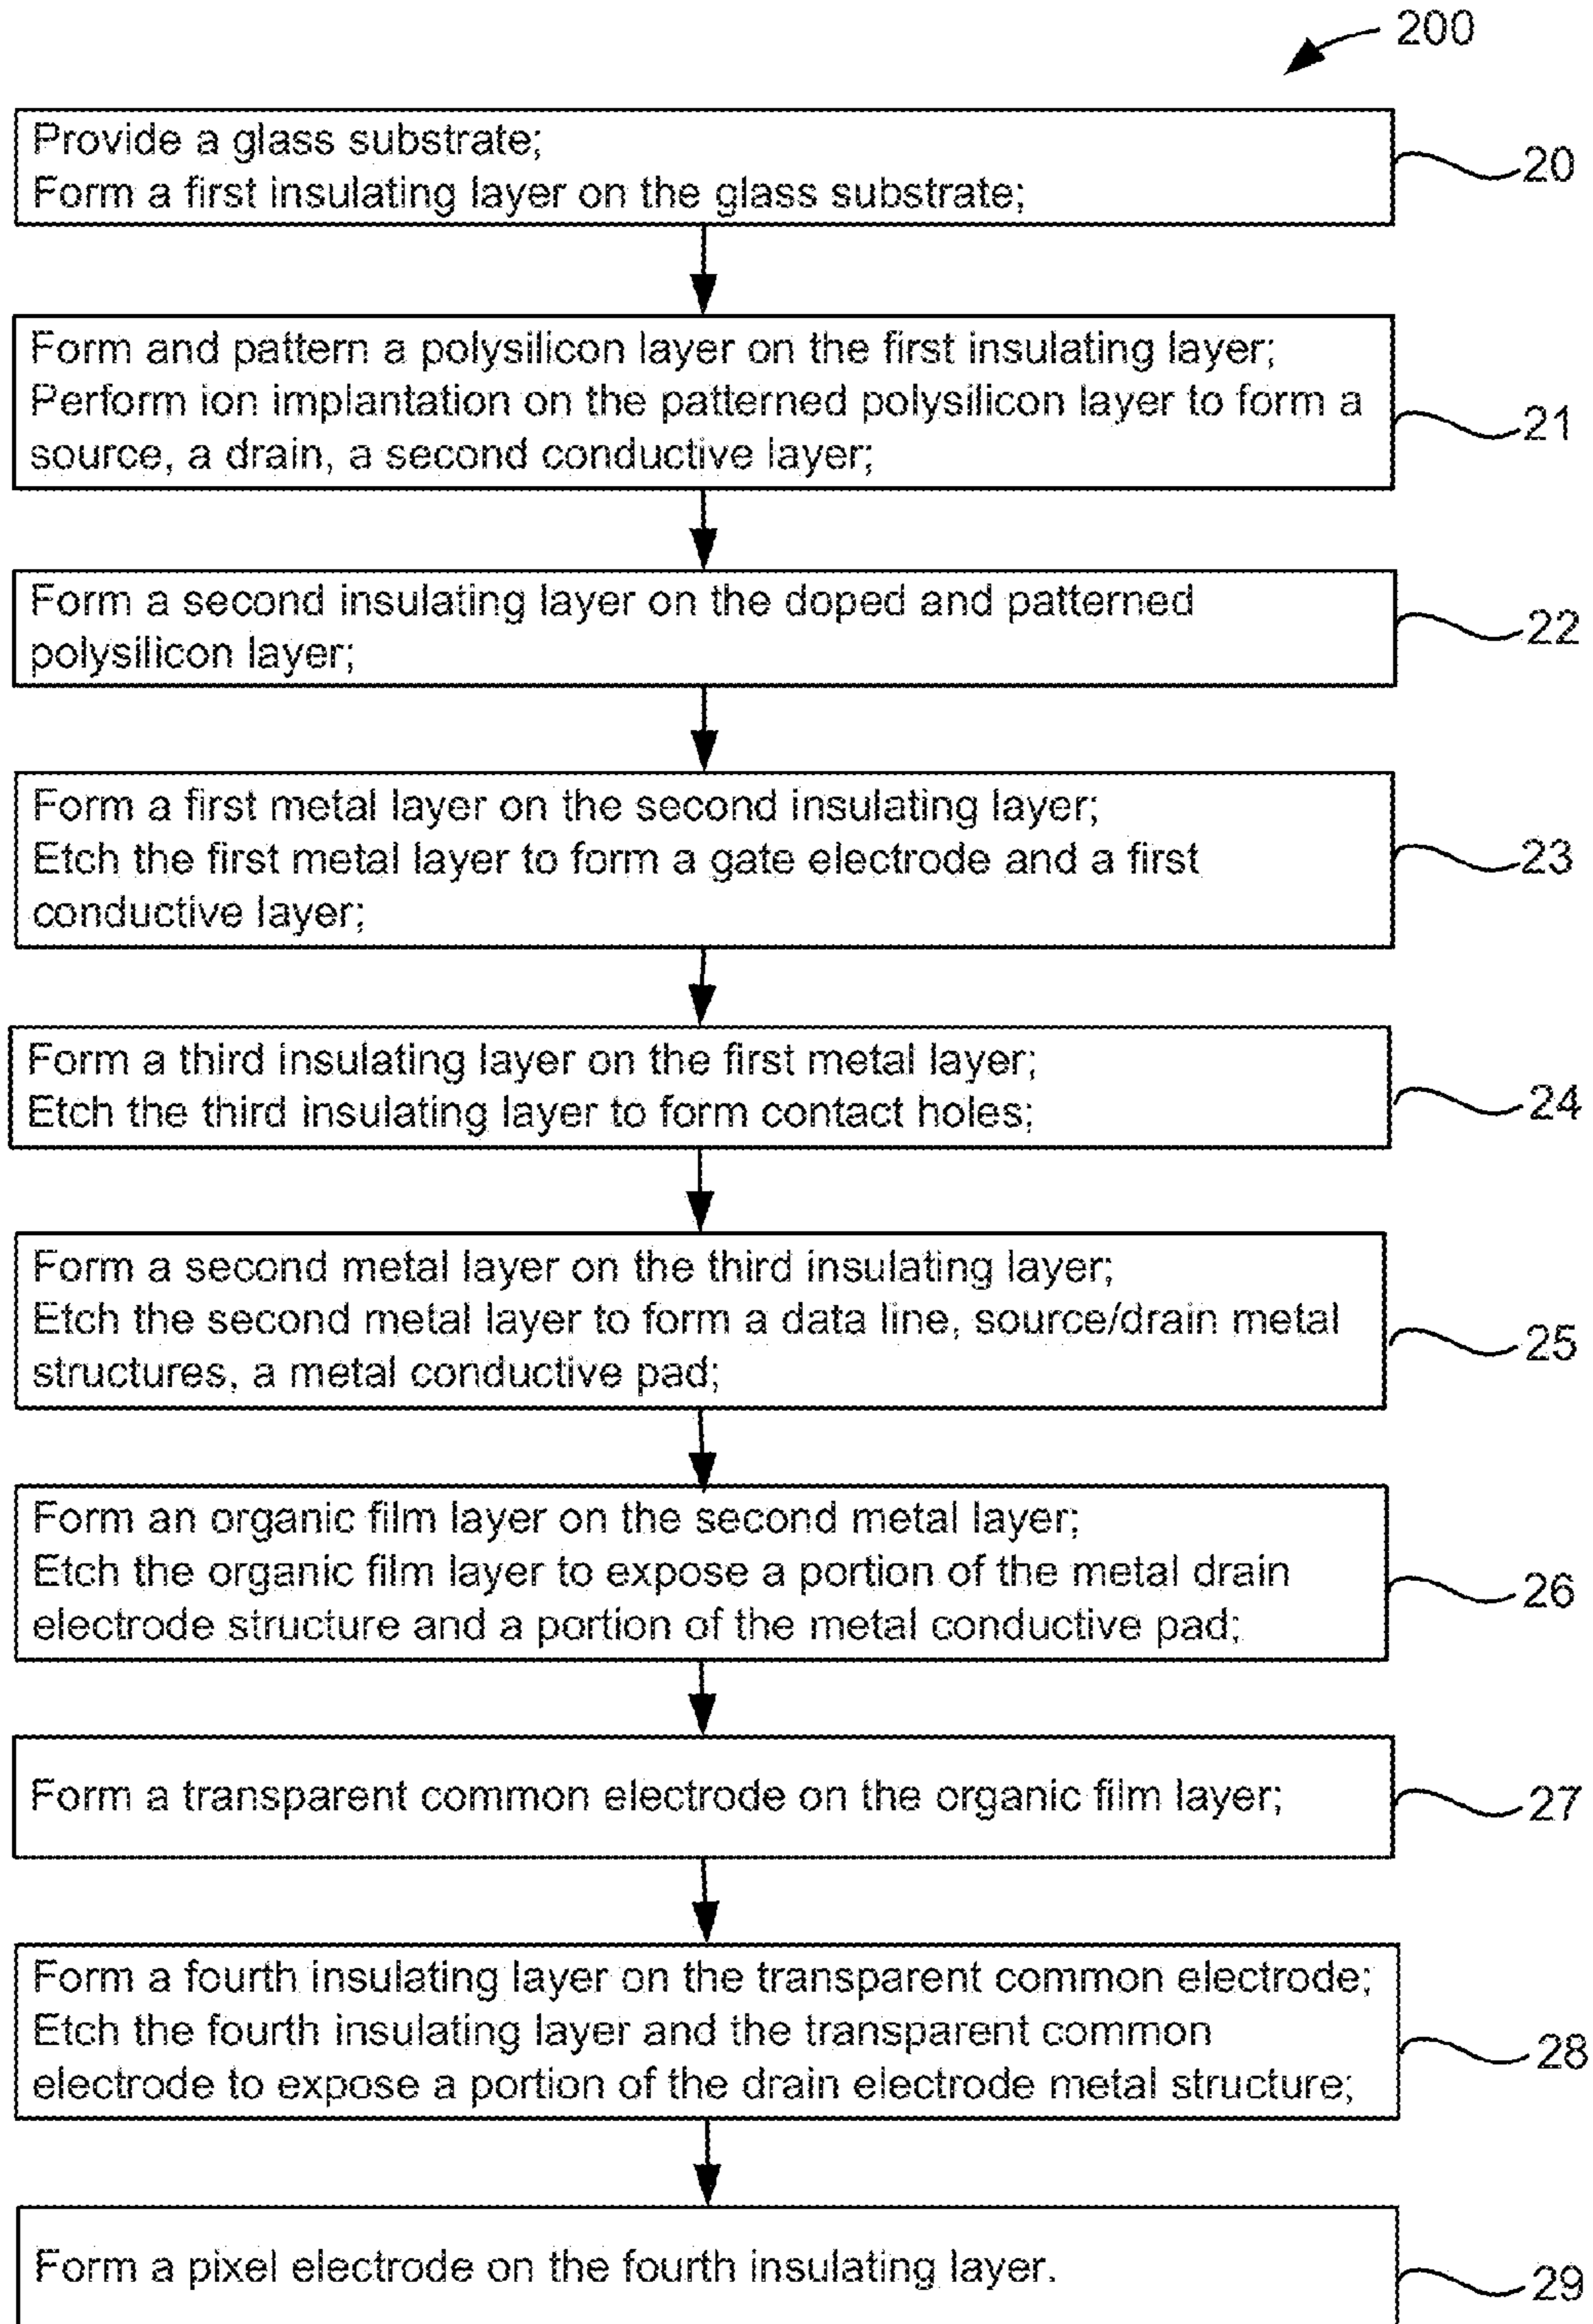 200
Provide a glass substrate;
Form a first insulating layer on the glass substrate;
20
Form and pattern a polysilicon layer on the first insulating layer;
Perform ion implantation on the patterned polysilicon layer to form a
source, a drain, a second conductive layer;
21
Form a second insulating layer on the doped and patterned
polysilicon layer;
22
Form a first metal layer on the second insulating layer;
Etch the first metal layer to form a gate electrode and a first
conductive layer;
23
Form a third insulating layer on the first metal layer;
Etch the third insulating layer to form contact holes;
24
Form a second metal layer on the third insulating layer;
Etch the second metal layer to form a data line, source/drain metal
structures, a metal conductive pad;
25
Form an organic film layer on the second metal layer;
Etch the organic film layer to expose a portion of the metal drain
electrode structure and a portion of the metal conductive pad;
26
Form a transparent common electrode on the organic film layer;
27
Form a fourth insulating layer on the transparent common electrode;
Etch the fourth insulating layer and the transparent common
electrode to expose a portion of the drain electrode metal structure;
28
Form a pixel electrode on the fourth insulating layer.
29